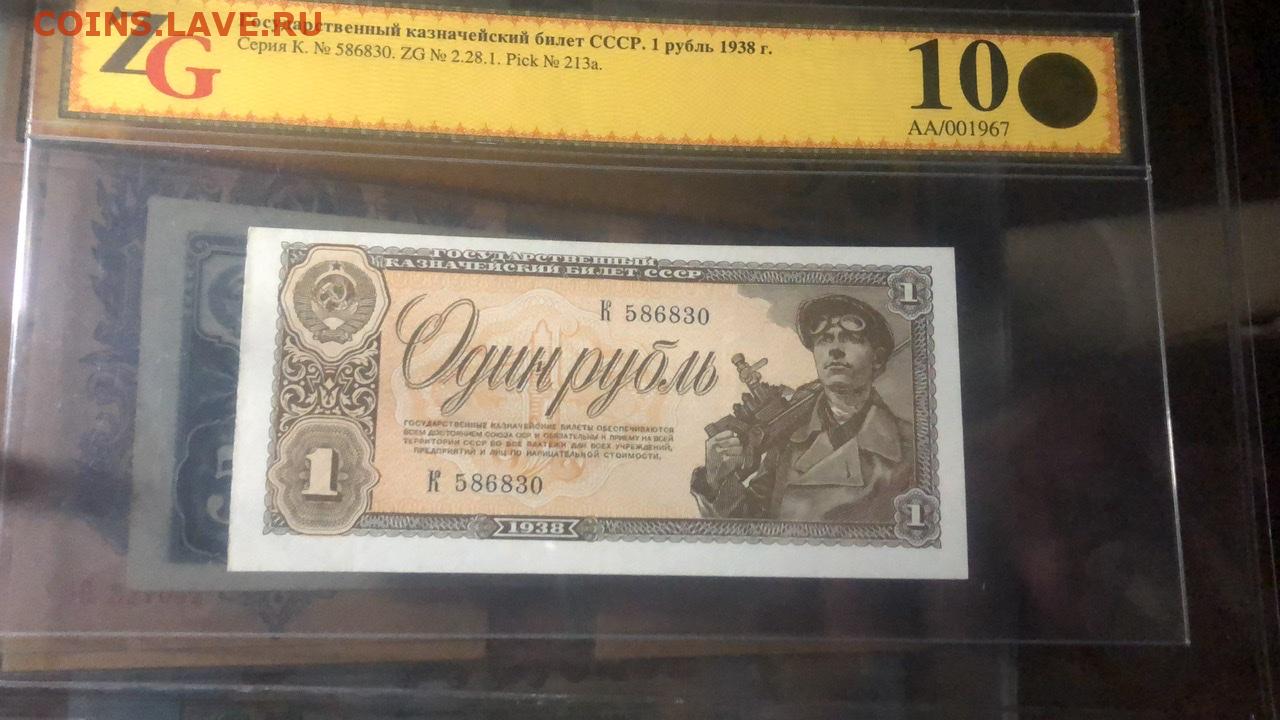 COINS.LAVE.RU
ZG
Государственный казначейский билет СССР. 1 рубль 1938 г.
Серия К. № 586830. ZG № 2.28.1. Pick № 213a.
10
AA/001967
ГОСУДАРСТВЕННЫЙ
КАЗНАЧЕЙСКИЙ БИЛЕТ СССР
1
К 586830
Один рубль
ГОСУДАРСТВЕННЫЕ КАЗНАЧЕЙСКИЕ БИЛЕТЫ ОБЕСПЕЧИВАЮТСЯ
ВСЕМ ДОСТОЯНИЕМ СОЮЗА ССР И ОБЯЗАТЕЛЬНЫ К ПРИЕМУ НА ВСЕЙ
ТЕРРИТОРИИ СССР ВО ВСЕ ПЛАТЕЖИ ДЛЯ ВСЕХ УЧРЕЖДЕНИЙ,
ПРЕДПРИЯТИЙ И ЛИЦ ПО НАРИЦАТЕЛЬНОЙ СТОИМОСТИ.
1
К 586830
1938
1